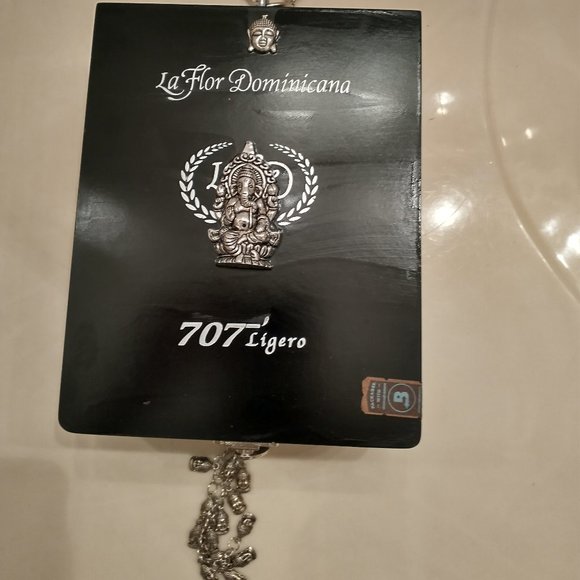 La Flor Dominicana
L D
707 Ligero
B